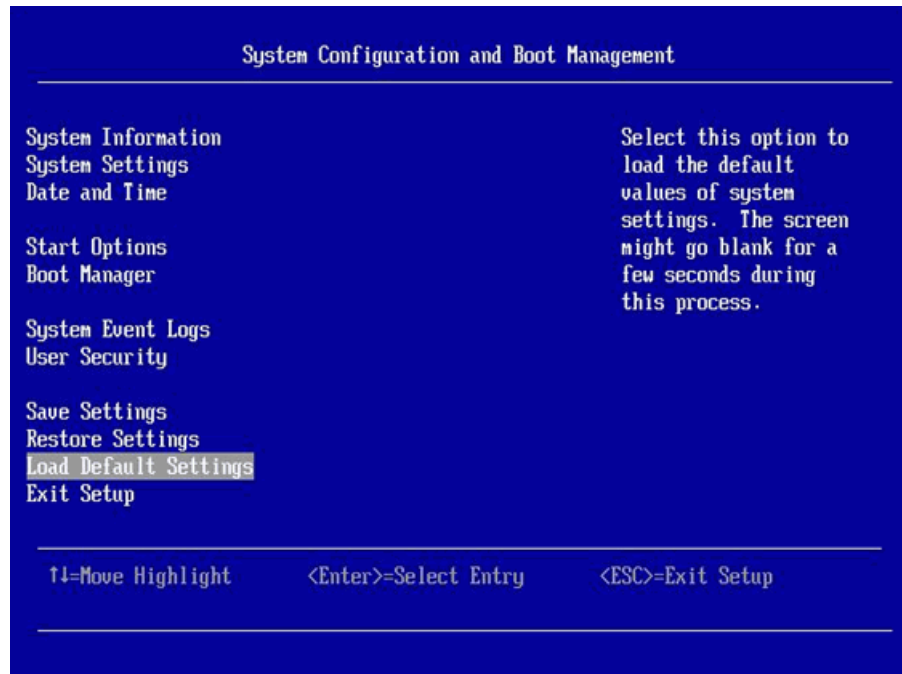 System Configuration and Boot Management
System Information
System Settings
Date and Time
Start Options
Boot Manager
System Event Logs
User Security
Save Settings
Restore Settings
Load Default Settings
Exit Setup
Select this option to
load the default
values of system
settings.  The screen
might go blank for a
few seconds during
this process.
↑↓=Move Highlight <Enter>=Select Entry <ESC>=Exit Setup